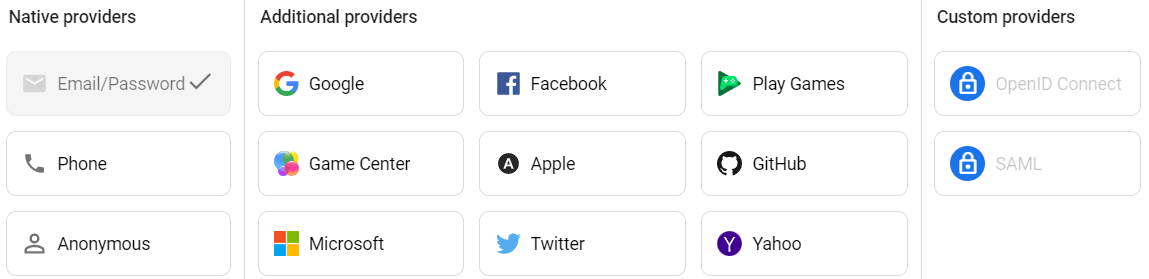 Native providers
Additional providers
Custom providers
Email/Password
Google
Facebook
Play Games
OpenID Connect
Phone
Game Center
Apple
GitHub
SAML
Anonymous
Microsoft
Twitter
Yahoo